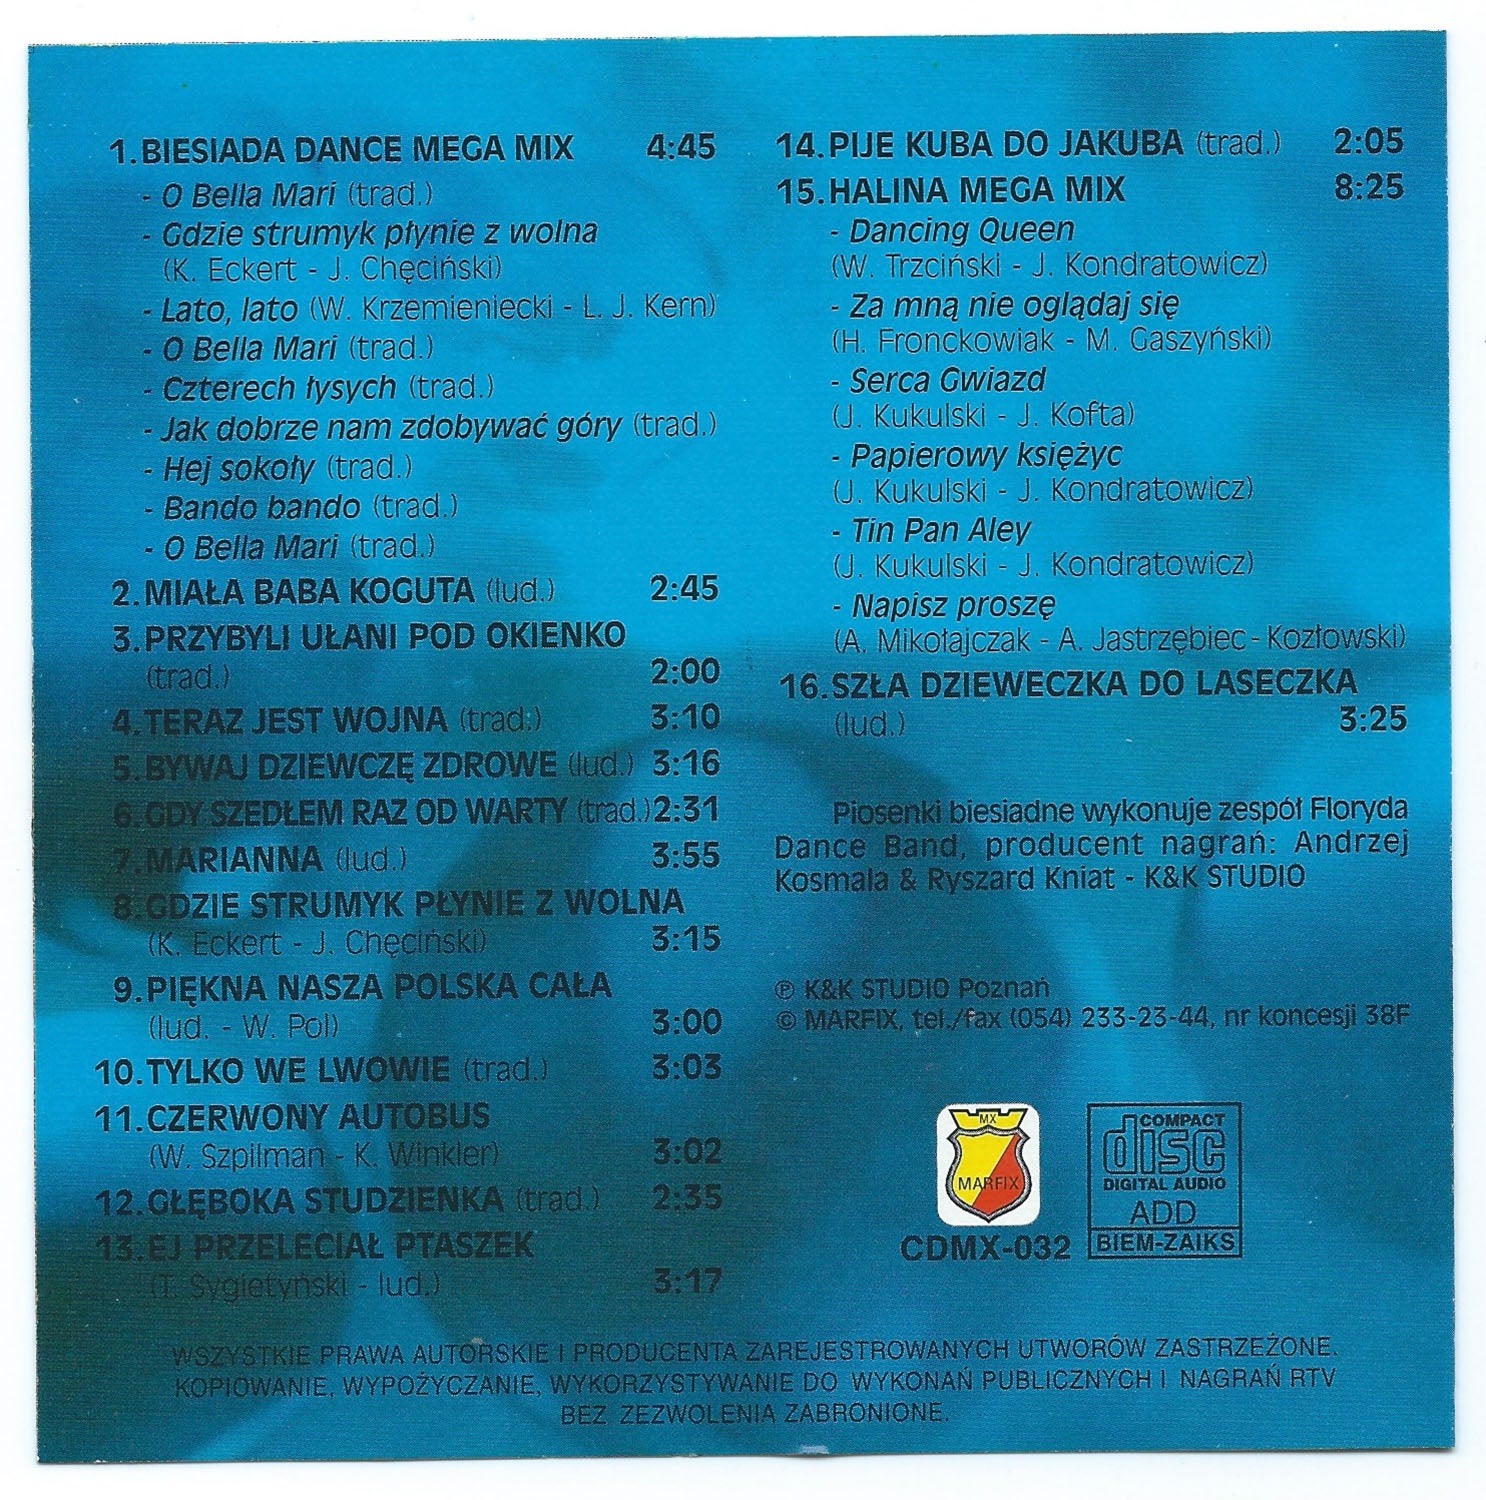 1. BIESIADA DANCE MEGA MIX 4:45
- O Bella Mari (trad.)
- Gdzie strumyk płynie z wolna
(K. Eckert - J. Chęciński)
- Lato, lato (W. Krzemieniecki - L. J. Kern)
- O Bella Mari (trad.)
- Czterech łysych (trad.)
- Jak dobrze nam zdobywać góry (trad.)
- Hej sokoły (trad.)
- Bando bando (trad.)
- O Bella Mari (trad.)
2. MIAŁA BABA KOGUTA (lud.) 2:45
3. PRZYBYLI UŁANI POD OKIENKO
(trad.) 2:00
4. TERAZ JEST WOJNA (trad.) 3:10
5. BYWAJ DZIEWCZĘ ZDROWE (lud.) 3:16
6. GDY SZEDŁEM RAZ OD WARTY (trad.) 2:31
7. MARIANNA (lud.) 3:55
8. GDZIE STRUMYK PŁYNIE Z WOLNA
(K. Eckert - J. Chęciński) 3:15
9. PIĘKNA NASZA POLSKA CAŁA
(lud. - W. Pol) 3:00
10. TYLKO WE LWOWIE (trad.) 3:03
11. CZERWONY AUTOBUS
(W. Szpilman - K. Winkler) 3:02
12. GŁĘBOKA STUDZIENKA (trad.) 2:35
13. EJ PRZELECIAŁ PTASZEK
(T. Sygietyński - lud.) 3:17
14. PIJE KUBA DO JAKUBA (trad.) 2:05
15. HALINA MEGA MIX 8:25
- Dancing Queen
(W. Trzciński - J. Kondratowicz)
- Za mną nie oglądaj się
(H. Fronckowiak - M. Gaszyński)
- Serca Gwiazd
(J. Kukulski - J. Kofta)
- Papierowy księżyc
(J. Kukulski - J. Kondratowicz)
- Tin Pan Aley
(J. Kukulski - J. Kondratowicz)
- Napisz proszę
(A. Mikołajczak - A. Jastrzębiec - Kozłowski)
16. SZŁA DZIEWECZKA DO LASECZKA
(lud.) 3:25
Piosenki biesiadne wykonuje zespół Floryda
Dance Band, producent nagrań: Andrzej
Kosmala & Ryszard Kniat - K&K STUDIO
℗ K&K STUDIO Poznań
© MARFIX, tel./fax (054) 233-23-44, nr koncesji 38F
MX
MARFIX
CDMX-032
COMPACT
disc
DIGITAL AUDIO
ADD
BIEM-ZAIKS
WSZYSTKIE PRAWA AUTORSKIE I PRODUCENTA ZAREJESTROWANYCH UTWORÓW ZASTRZEŻONE.
KOPIOWANIE, WYPOŻYCZANIE, WYKORZYSTYWANIE DO WYKONAŃ PUBLICZNYCH I NAGRAŃ RTV
BEZ ZEZWOLENIA ZABRONIONE.